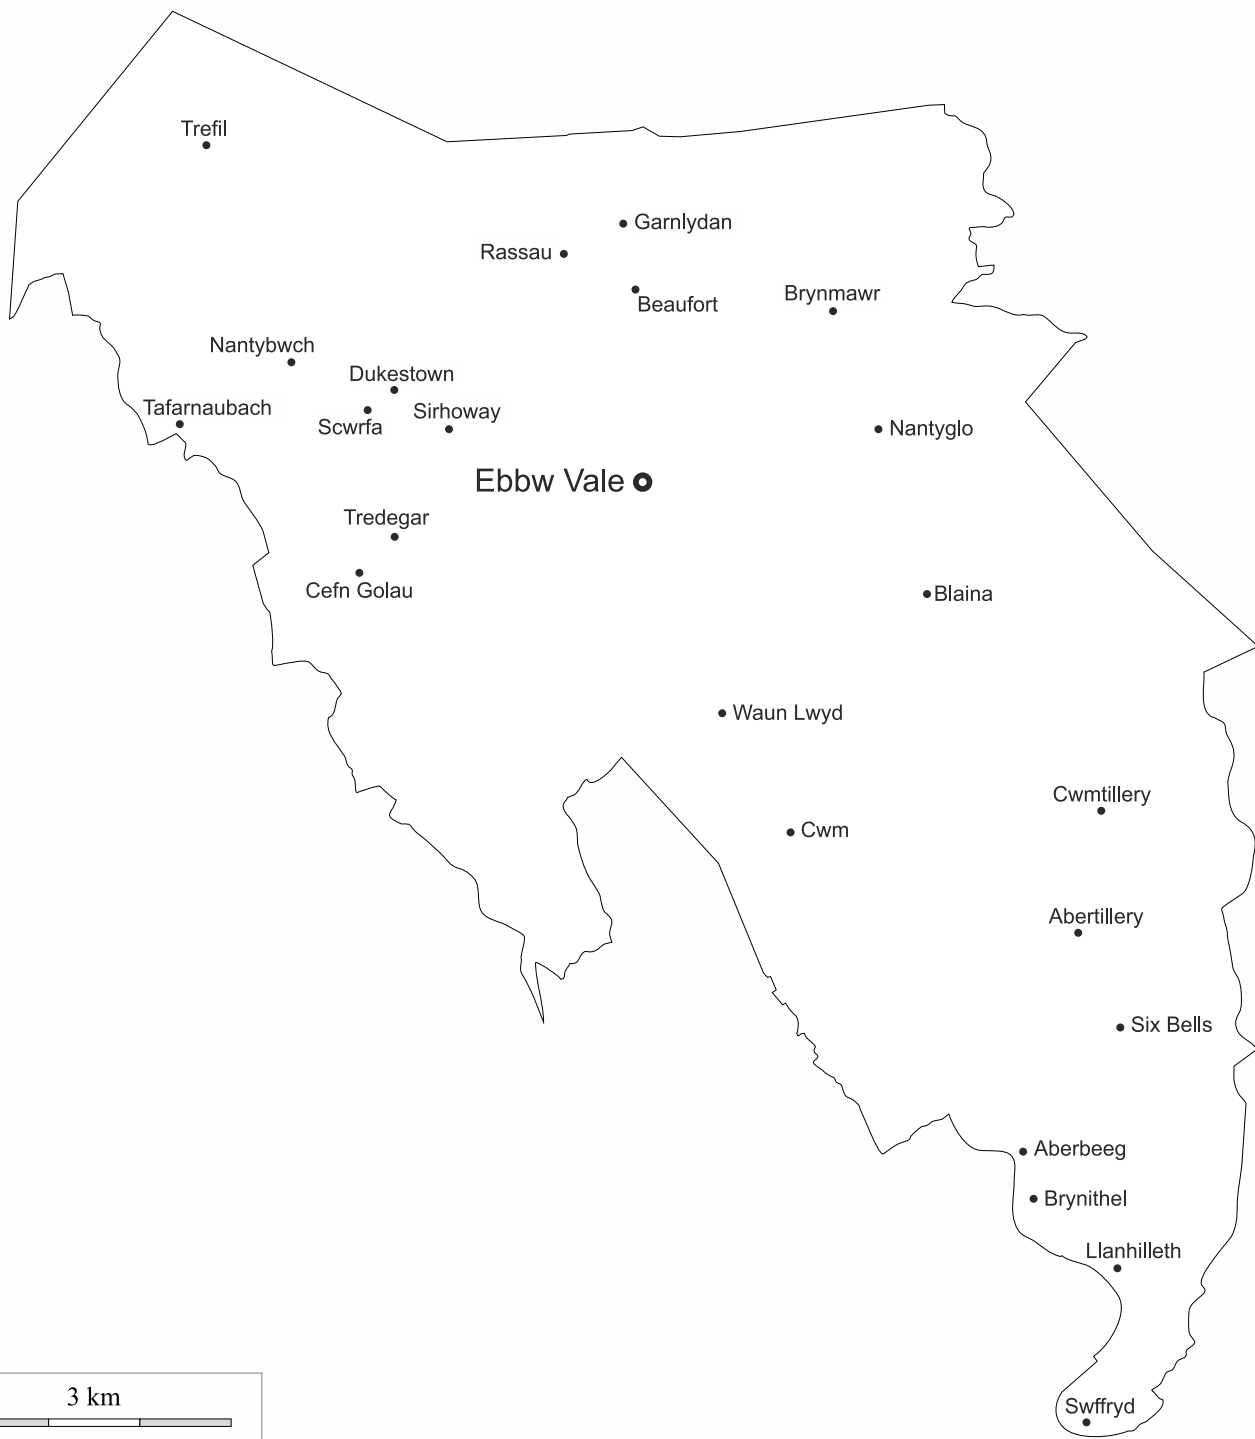 Trefil
Garnlydan
Rassau
Beaufort
Brynmawr
Nantybwch
Dukestown
Tafarnaubach
Scwrfa
Sirhoway
Nantyglo
Ebbw Vale
Tredegar
Cefn Golau
Blaina
Waun Lwyd
Cwmtillery
Cwm
Abertillery
Six Bells
Aberbeeg
Brynithel
Llanhilleth
3 km
Swffryd